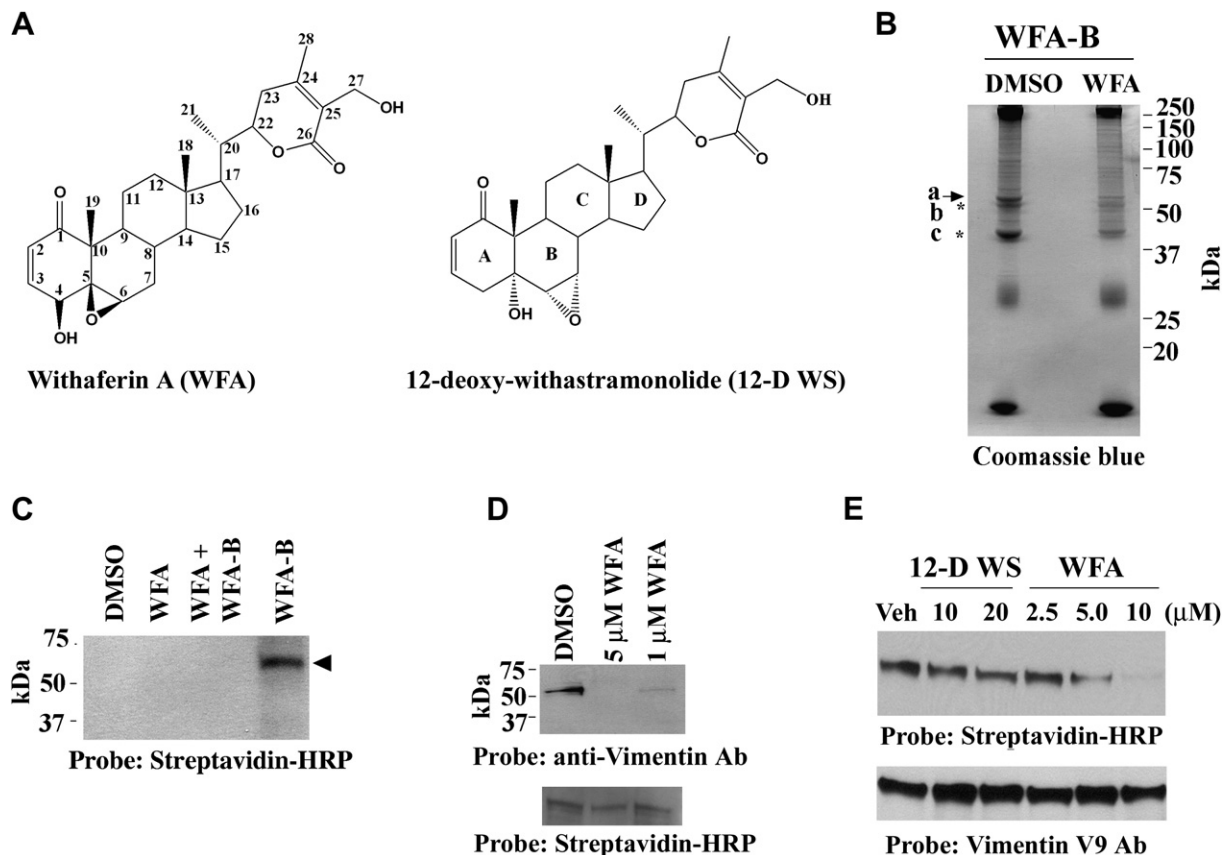 A
28
24
27
23
OH
21
22
25
26
20
O
O
18
17
12
O
19
11
13
16
1
2
9
14
15
10
8
3
5
7
4
6
O
OH
Withaferin A (WFA)
OH
O
O
O
C
D
A
B
OH
O
12-deoxy-withastramonolide (12-D WS)
B
WFA-B
DMSO WFA
250
150
100
75
50
37
25
20
kDa
a
b *
c *
Coomassie blue
C
DMSO
WFA
WFA +
WFA-B
WFA-B
75
50
37
kDa
Probe: Streptavidin-HRP
D
DMSO
5 μM WFA
1 μM WFA
75
50
37
kDa
Probe: anti-Vimentin Ab
Probe: Streptavidin-HRP
E
12-D WS WFA
Veh 10 20 2.5 5.0 10 (μM)
Probe: Streptavidin-HRP
Probe: Vimentin V9 Ab